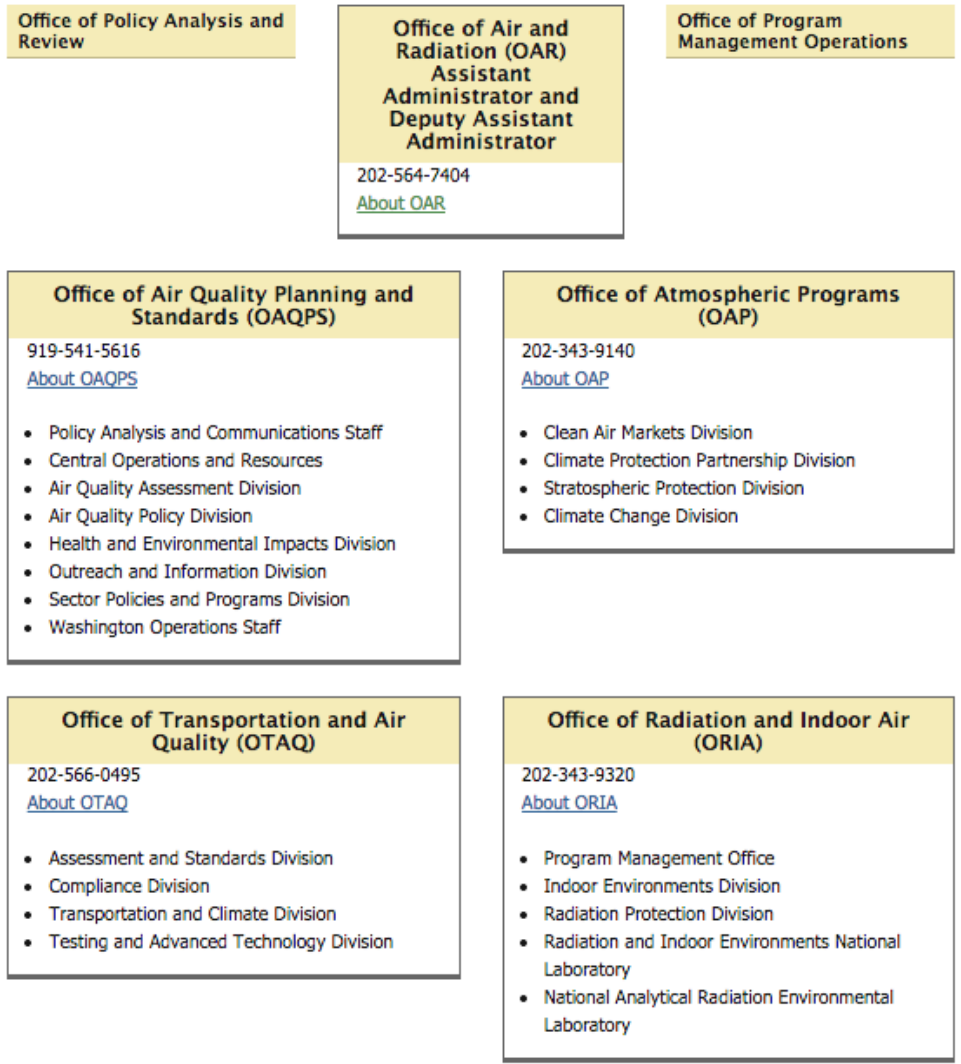 Office of Policy Analysis and
Review
Office of Air and
Radiation (OAR)
Assistant
Administrator and
Deputy Assistant
Administrator
202-564-7404
About OAR
Office of Program
Management Operations
Office of Air Quality Planning and
Standards (OAQPS)
919-541-5616
About OAQPS
• Policy Analysis and Communications Staff
• Central Operations and Resources
• Air Quality Assessment Division
• Air Quality Policy Division
• Health and Environmental Impacts Division
• Outreach and Information Division
• Sector Policies and Programs Division
• Washington Operations Staff
Office of Atmospheric Programs
(OAP)
202-343-9140
About OAP
• Clean Air Markets Division
• Climate Protection Partnership Division
• Stratospheric Protection Division
• Climate Change Division
Office of Transportation and Air
Quality (OTAQ)
202-566-0495
About OTAQ
• Assessment and Standards Division
• Compliance Division
• Transportation and Climate Division
• Testing and Advanced Technology Division
Office of Radiation and Indoor Air
(ORIA)
202-343-9320
About ORIA
• Program Management Office
• Indoor Environments Division
• Radiation Protection Division
• Radiation and Indoor Environments National
Laboratory
• National Analytical Radiation Environmental
Laboratory